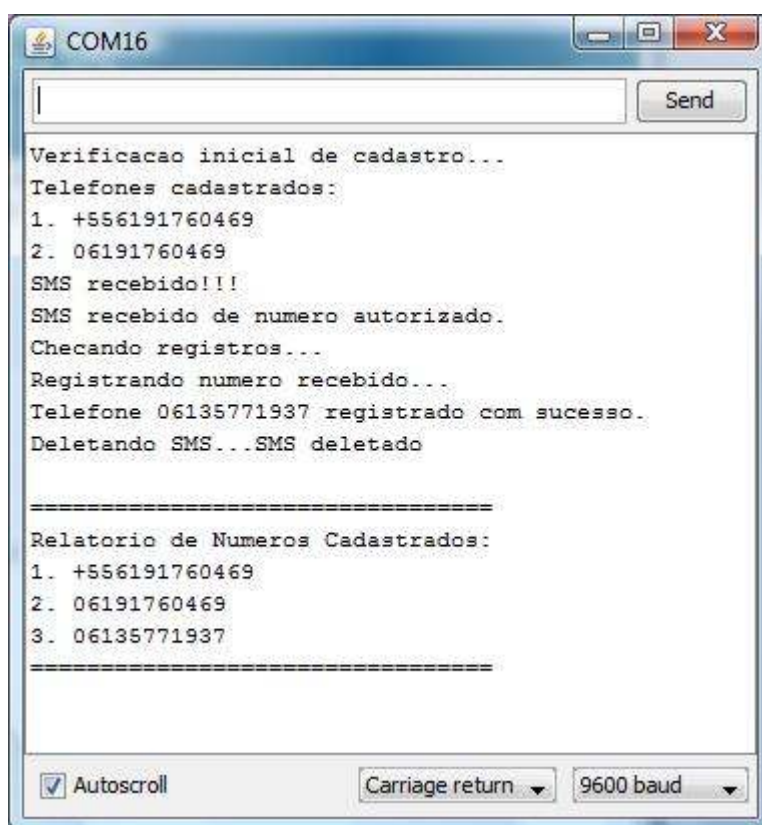 COM16
Send
Verificacao inicial de cadastro...
Telefones cadastrados:
1. +556191760469
2. 06191760469
SMS recebido!!!
SMS recebido de numero autorizado.
Checando registros...
Registrando numero recebido...
Telefone 06135771937 registrado com sucesso.
Deletando SMS...SMS deletado
=================================
Relatorio de Numeros Cadastrados:
1. +556191760469
2. 06191760469
3. 06135771937
=================================
Autoscroll Carriage return 9600 baud